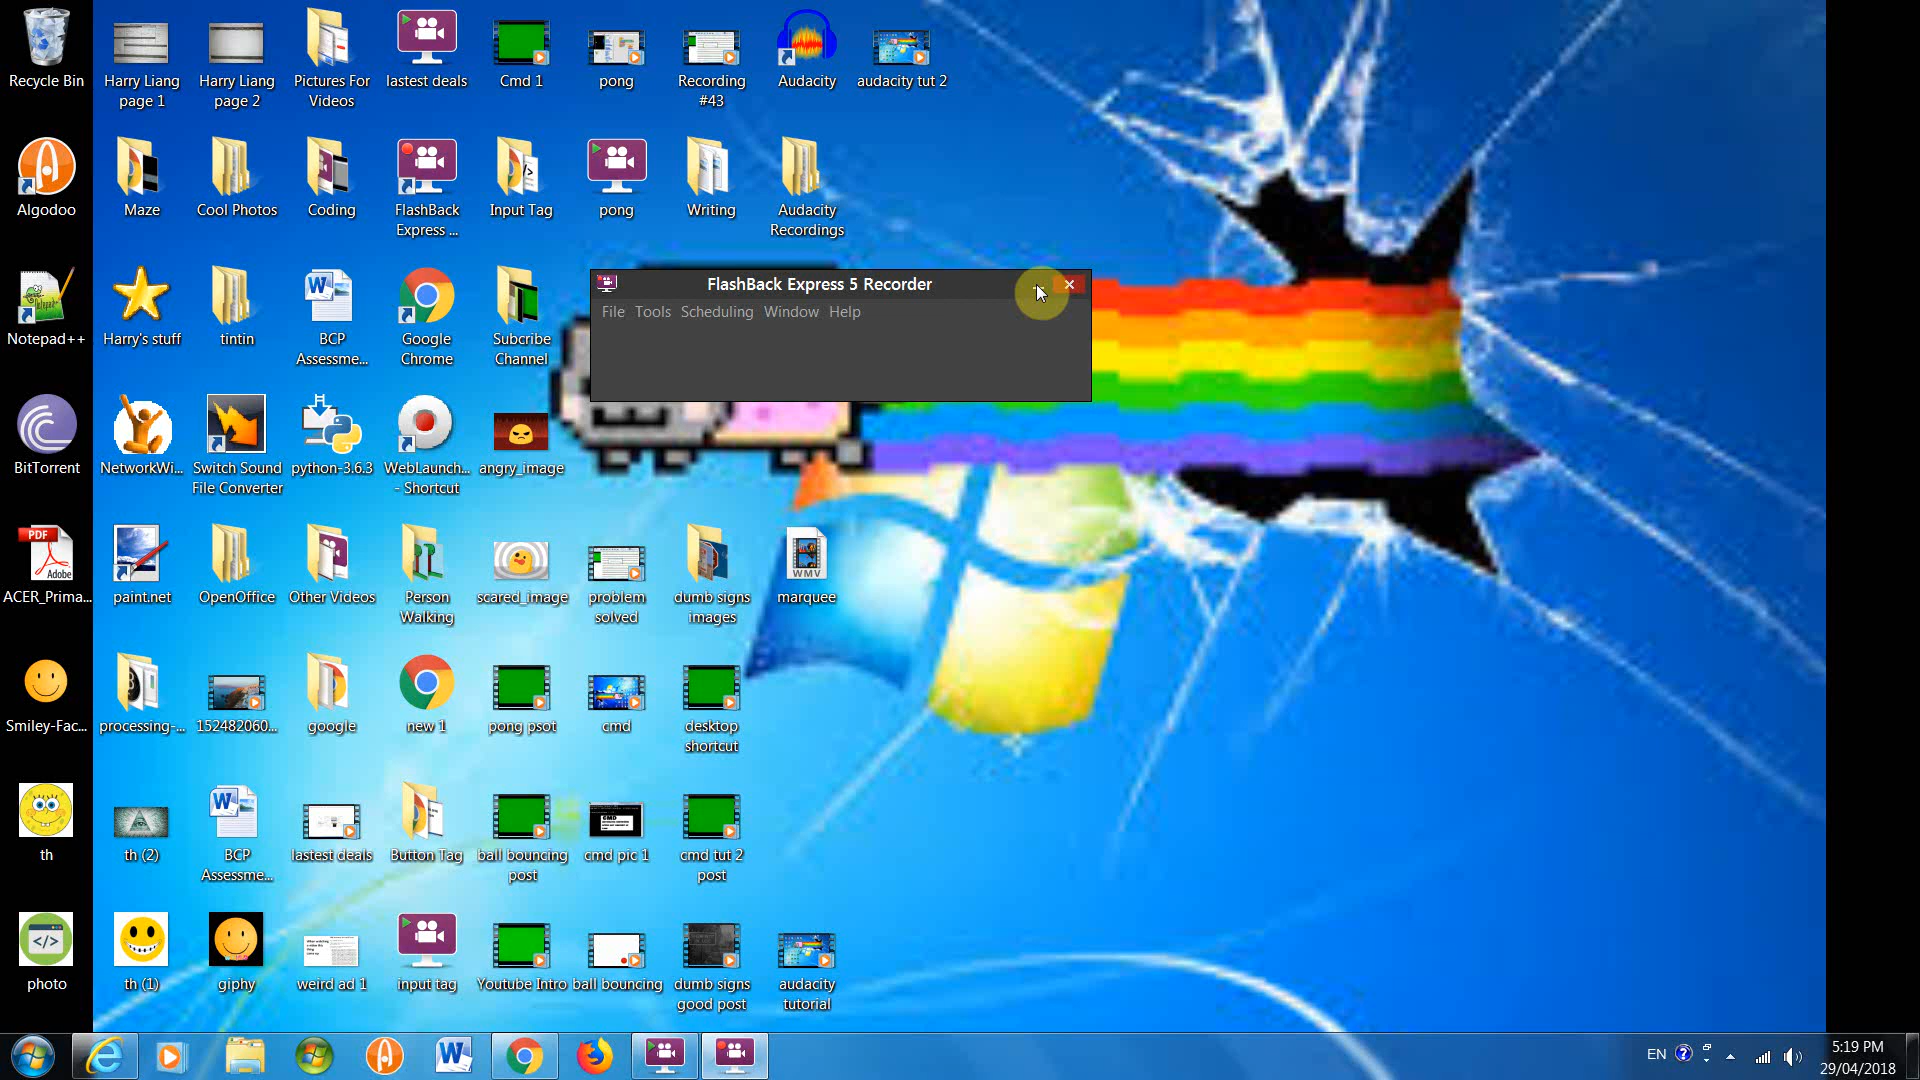 Recycle Bin
Harry Liang
page 1
Harry Liang
page 2
Pictures For
Videos
lastest deals
Cmd 1
pong
Recording
#43
Audacity
audacity tut 2
Algodoo
Maze
Cool Photos
Coding
FlashBack
Express ...
Input Tag
pong
Writing
Audacity
Recordings
FlashBack Express 5 Recorder
File Tools Scheduling Window Help
Notepad++
Harry's stuff
tintin
BCP
Assessme...
Google
Chrome
Subcribe
Channel
BitTorrent
NetworkWi...
Switch Sound
File Converter
python-3.6.3
WebLaunch...
- Shortcut
angry_image
PDF
Adobe
ACER_Prima...
paint.net
OpenOffice
Other Videos
Person
Walking
scared_image
problem
solved
dumb signs
images
WMV
marquee
Smiley-Fac...
processing-...
152482060...
google
new 1
pong psot
cmd
desktop
shortcut
th
th (2)
BCP
Assessme...
lastest deals
Button Tag
ball bouncing
post
CMD
cmd pic 1
cmd tut 2
post
photo
th (1)
giphy
weird ad 1
input tag
Youtube Intro
ball bouncing
dumb signs
good post
audacity
tutorial
EN
5:19 PM
29/04/2018